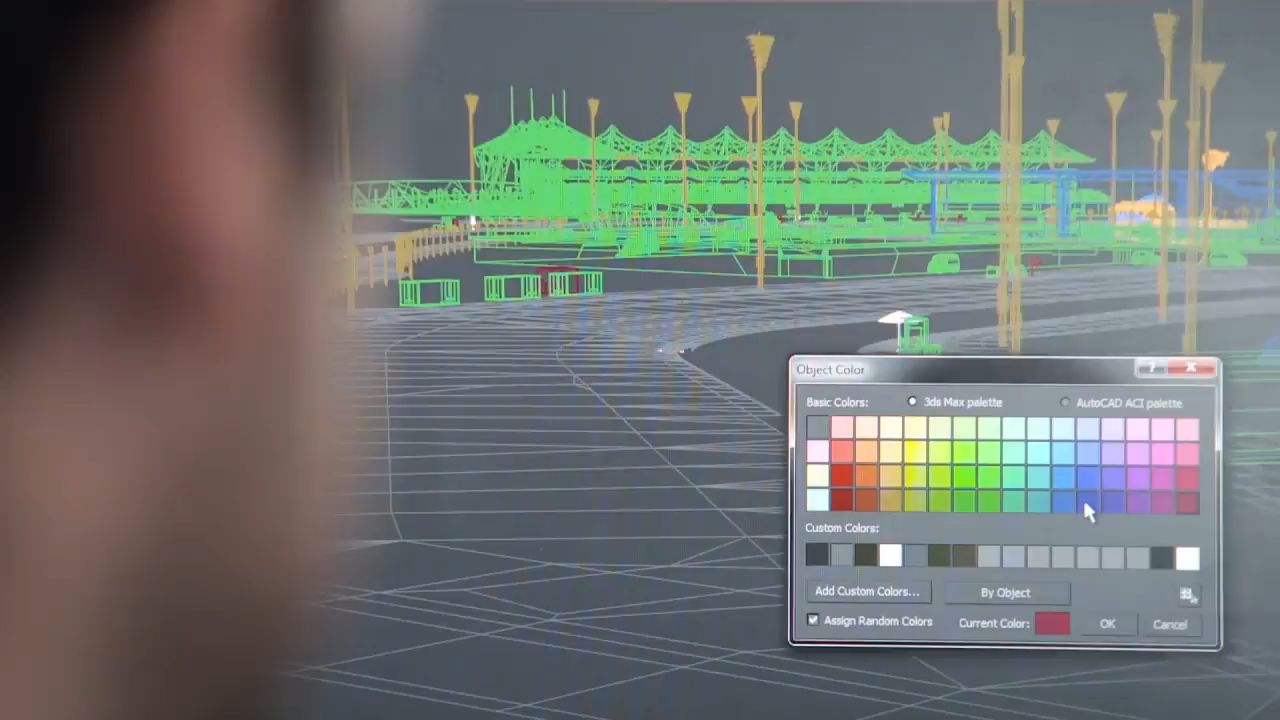 Object Color
?
Basic Colors:
3ds Max palette
AutoCAD ACI palette
Custom Colors:
Add Custom Colors...
By Object
Assign Random Colors
Current Color:
OK
Cancel